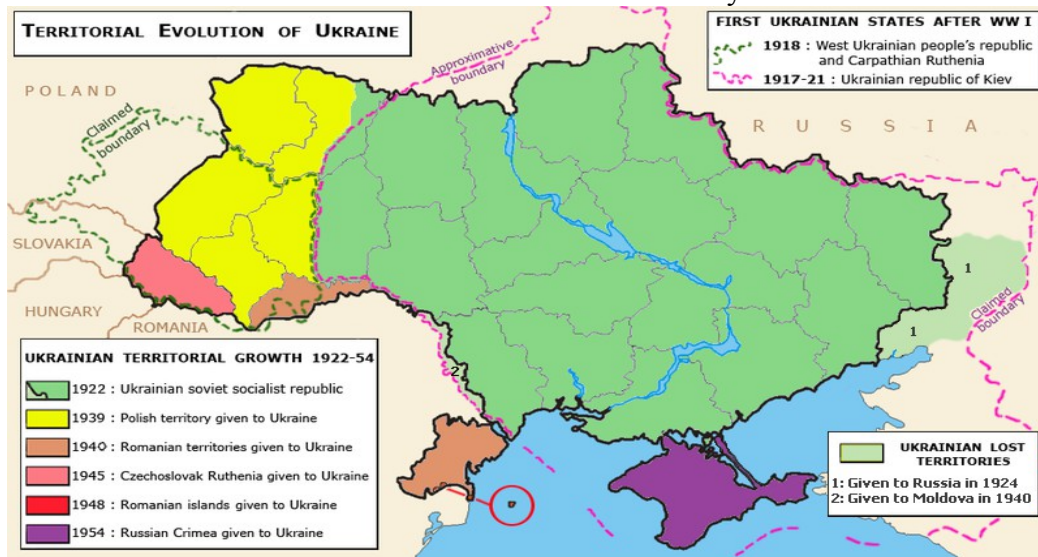 TERRITORIAL EVOLUTION OF UKRAINE
FIRST UKRAINIAN STATES AFTER WW I
1918 : West Ukrainian people's republic
and Carpathian Ruthenia
1917-21 : Ukrainian republic of Kiev
Approximative
boundary
POLAND
Claimed
boundary
RUSSIA
SLOVAKIA
HUNGARY
ROMANIA
1
1
Claimed
boundary
2
UKRAINIAN TERRITORIAL GROWTH 1922-54
1922 : Ukrainian soviet socialist republic
1939 : Polish territory given to Ukraine
1940 : Romanian territories given to Ukraine
1945 : Czechoslovak Ruthenia given to Ukraine
1948 : Romanian islands given to Ukraine
1954 : Russian Crimea given to Ukraine
UKRAINIAN LOST
TERRITORIES
1: Given to Russia in 1924
2: Given to Moldova in 1940